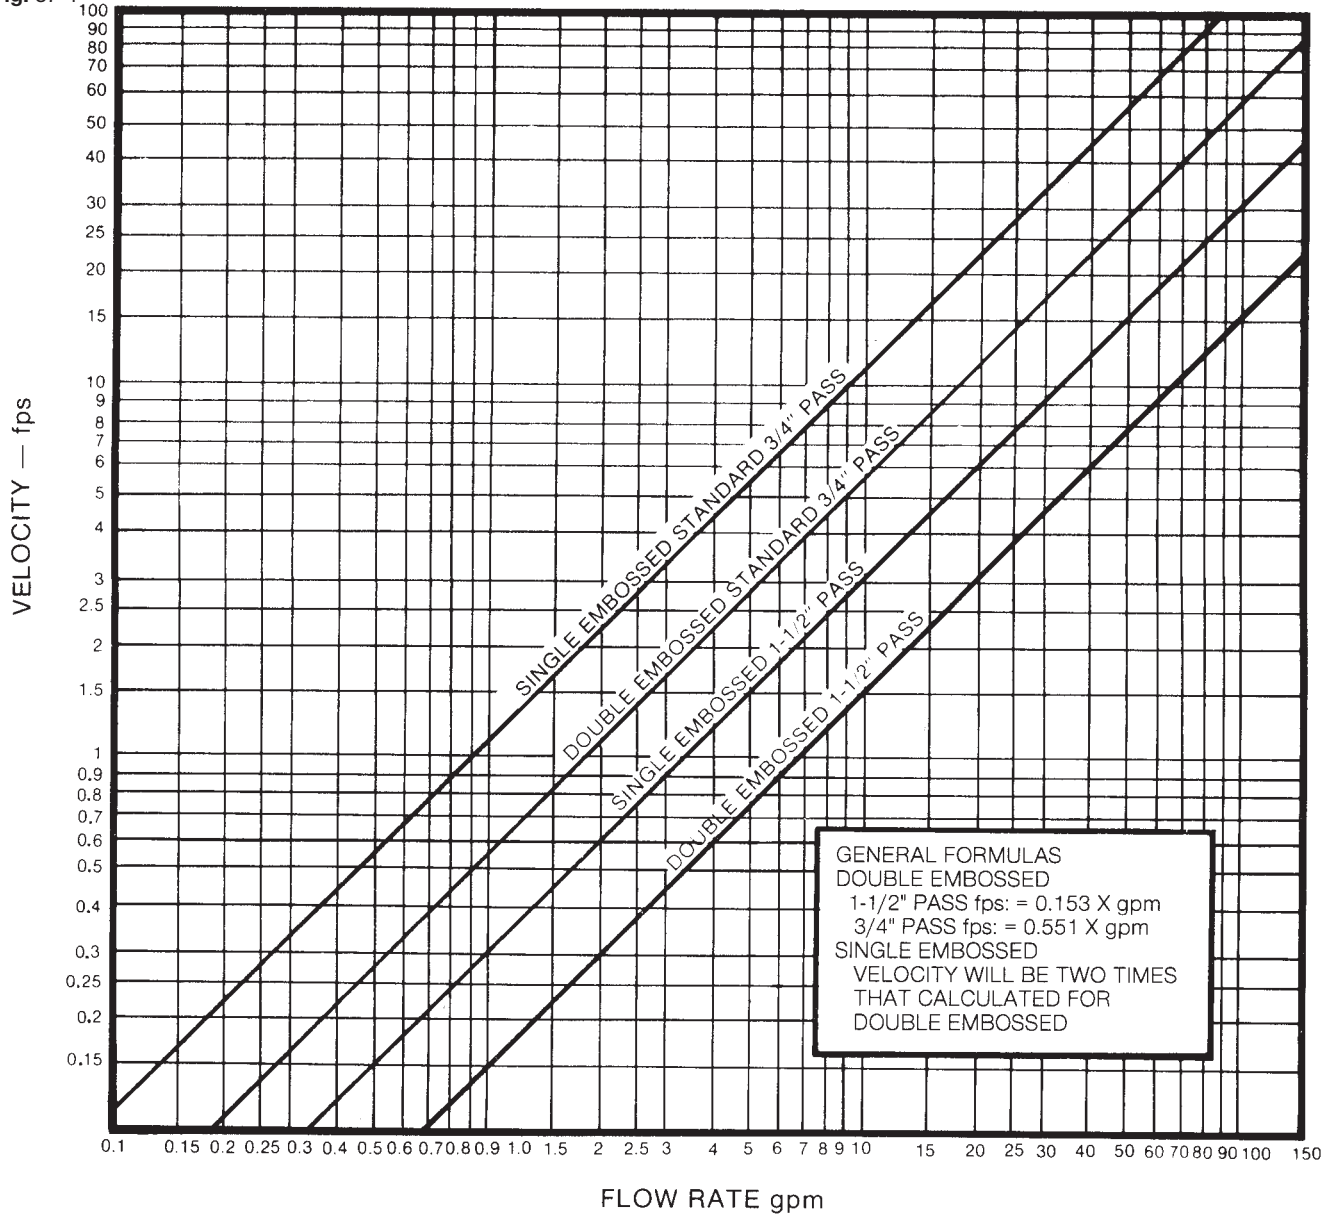 100
90
80
70
60
50
40
30
25
20
15
10
9
8
7
6
5
4
3
2.5
2
1.5
1
0.9
0.8
0.7
0.6
0.5
0.4
0.3
0.25
0.2
0.15
VELOCITY — fps
SINGLE EMBOSSED STANDARD 3/4" PASS
DOUBLE EMBOSSED STANDARD 3/4" PASS
SINGLE EMBOSSED 1-1/2" PASS
DOUBLE EMBOSSED 1-1/2" PASS
GENERAL FORMULAS
DOUBLE EMBOSSED
1-1/2" PASS fps: = 0.153 X gpm
3/4" PASS fps: = 0.551 X gpm
SINGLE EMBOSSED
VELOCITY WILL BE TWO TIMES
THAT CALCULATED FOR
DOUBLE EMBOSSED
0.1 0.15 0.2 0.25 0.3 0.4 0.5 0.6 0.7 0.8 0.9 1.0 1.5 2 2.5 3 4 5 6 7 8 9 10 15 20 25 30 40 50 60 70 80 90 100 150
FLOW RATE gpm